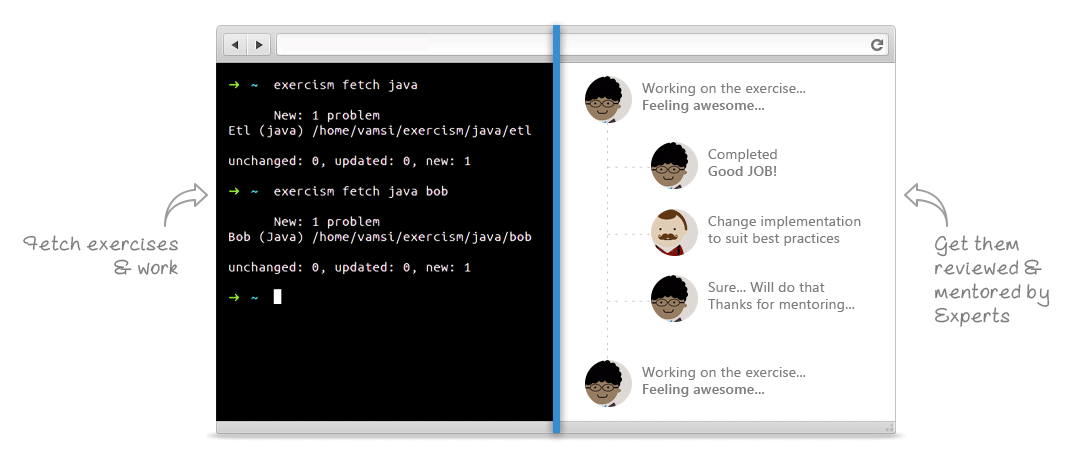 ➜ ~ exercism fetch java
New: 1 problem
Etl (java) /home/vamsi/exercism/java/etl
unchanged: 0, updated: 0, new: 1
➜ ~ exercism fetch java bob
New: 1 problem
Bob (Java) /home/vamsi/exercism/java/bob
unchanged: 0, updated: 0, new: 1
➜ ~
Fetch exercises
& work
Working on the exercise...
Feeling awesome...
Completed
Good JOB!
Change implementation
to suit best practices
Sure... Will do that
Thanks for mentoring...
Working on the exercise...
Feeling awesome...
Get them
reviewed &
mentored by
Experts